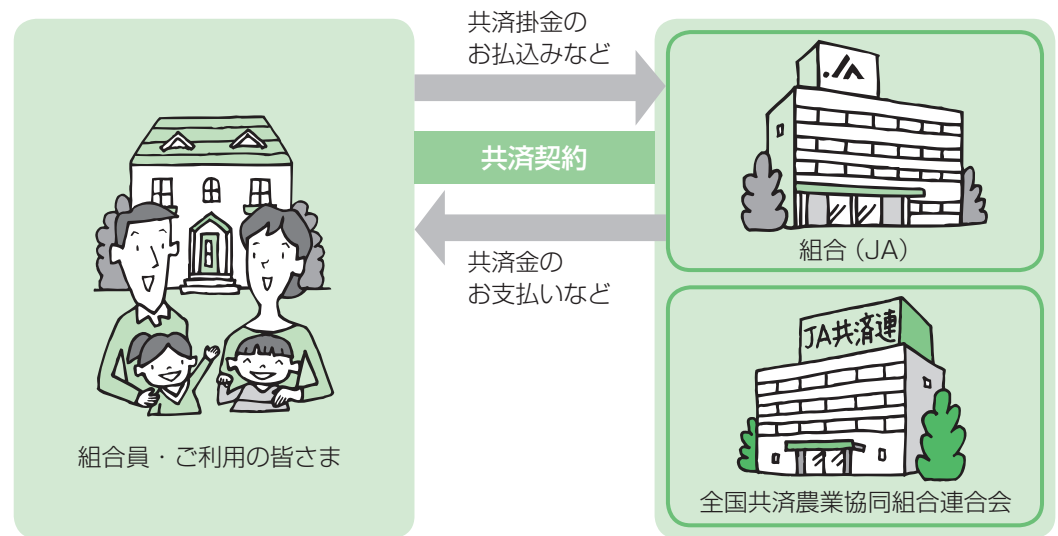 共済掛金の
お払込みなど
共済契約
共済金の
お支払いなど
組合員・ご利用の皆さま
JA
組合（JA）
JA共済連
全国共済農業協同組合連合会